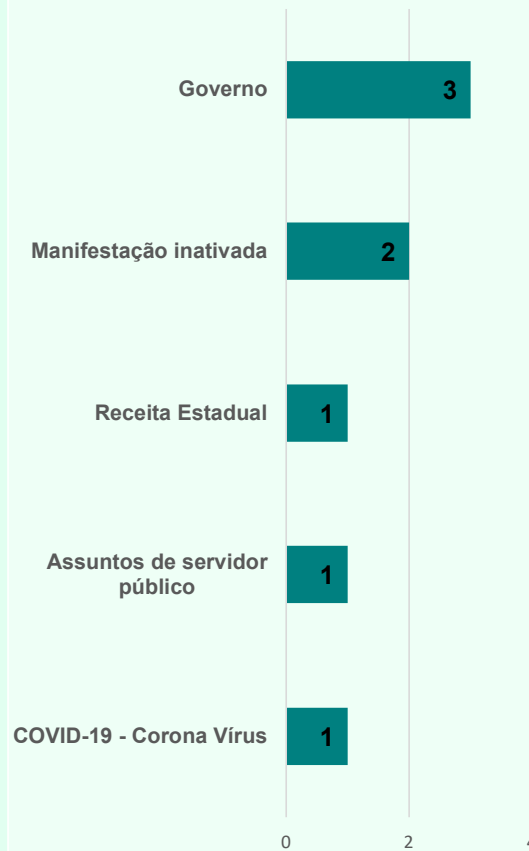 Governo
3
Manifestação inativada
2
Receita Estadual
1
Assuntos de servidor
público
1
COVID-19 - Corona Vírus
1
0
2